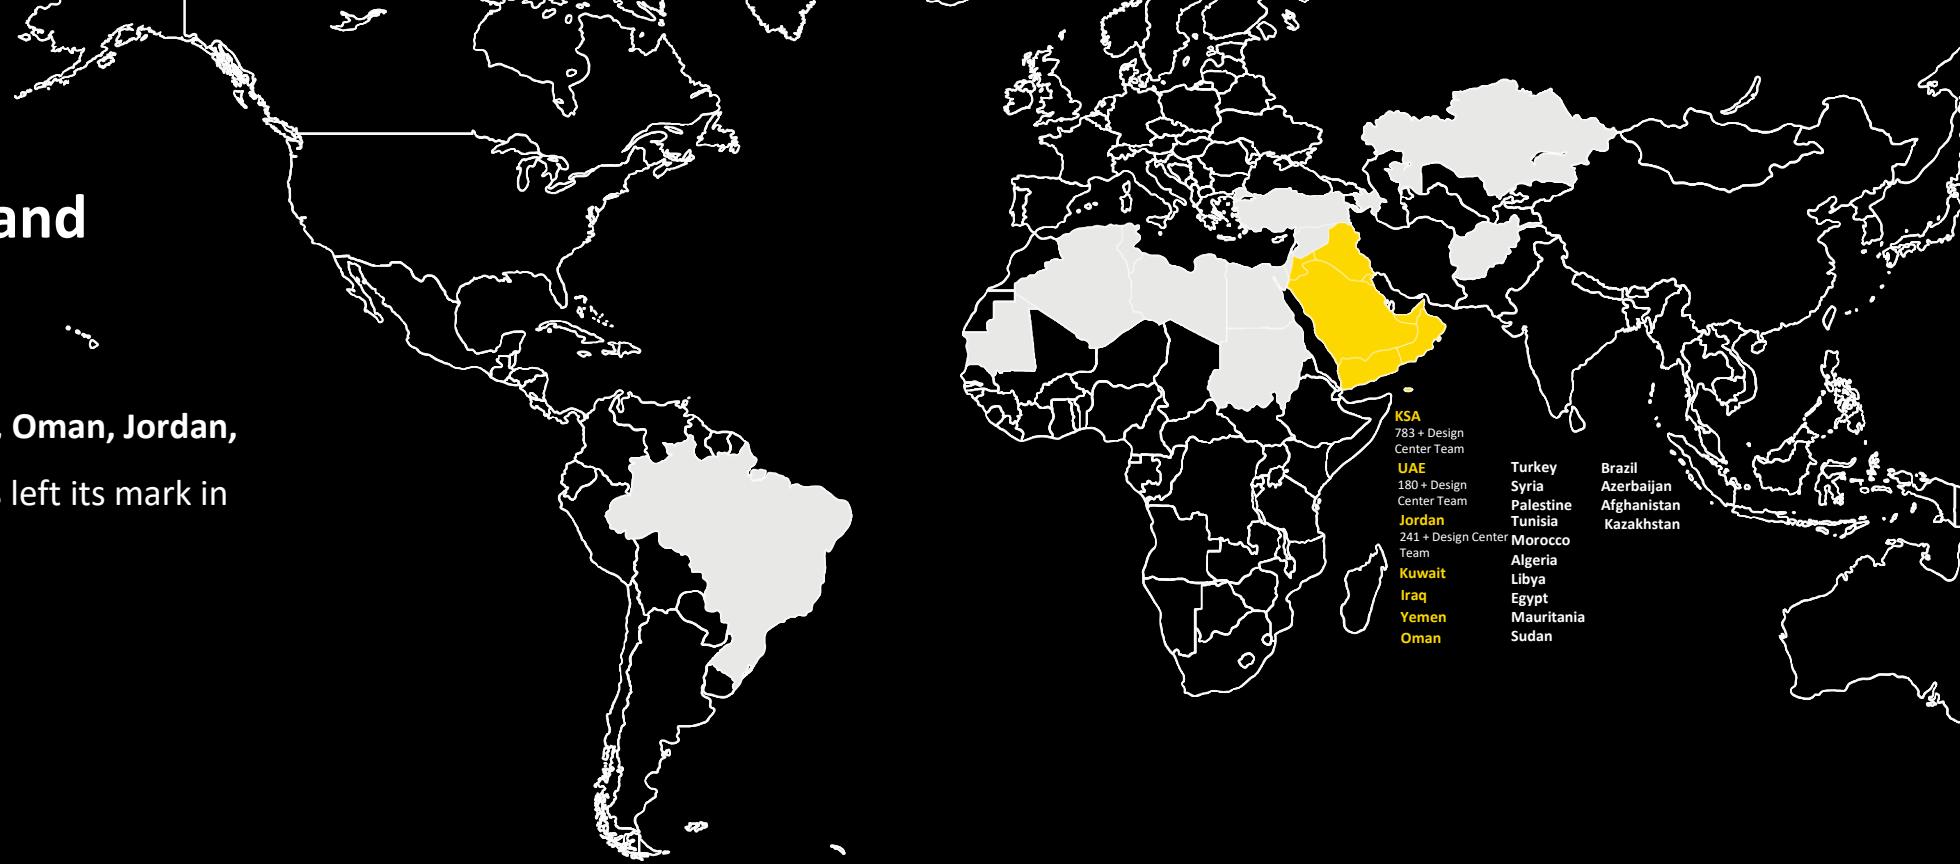 and
, Oman, Jordan,
left its mark in
KSA
783 + Design
Center Team
UAE
180 + Design
Center Team
Jordan
241 + Design Center
Team
Kuwait
Iraq
Yemen
Oman
Turkey
Syria
Palestine
Tunisia
Morocco
Algeria
Libya
Egypt
Mauritania
Sudan
Brazil
Azerbaijan
Afghanistan
Kazakhstan